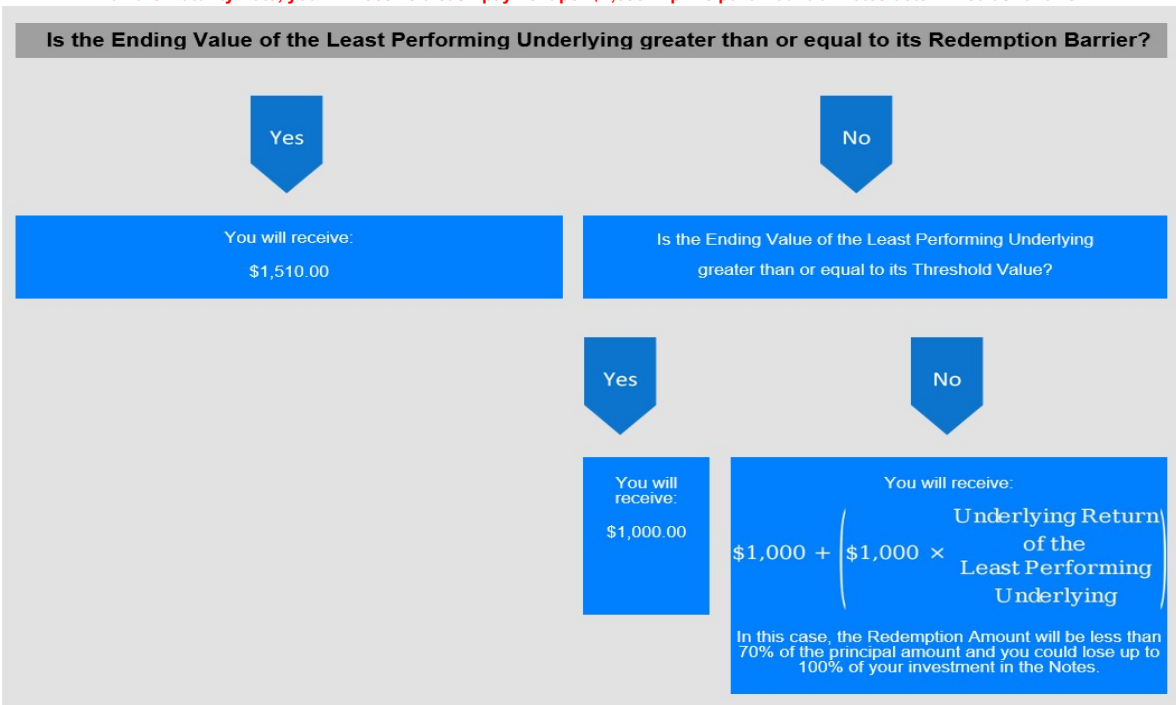 Is the Ending Value of the Least Performing Underlying greater than or equal to its Redemption Barrier?
Yes
No
You will receive:
$1,510.00
Is the Ending Value of the Least Performing Underlying
greater than or equal to its Threshold Value?
Yes
No
You will
receive:
$1,000.00
You will receive:
$1,000 + ($1,000 × Underlying Return
of the
Least Performing
Underlying)
In this case, the Redemption Amount will be less than
70% of the principal amount and you could lose up to
100% of your investment in the Notes.